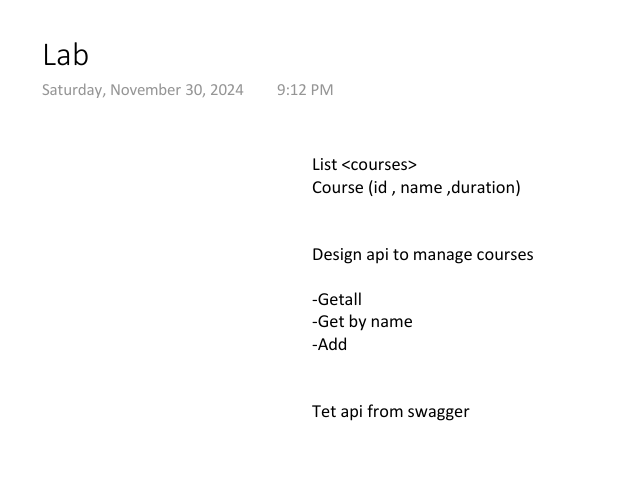 Lab
Saturday, November 30, 2024 9:12 PM
List <courses>
Course (id , name ,duration)
Design api to manage courses
-Getall
-Get by name
-Add
Tet api from swagger